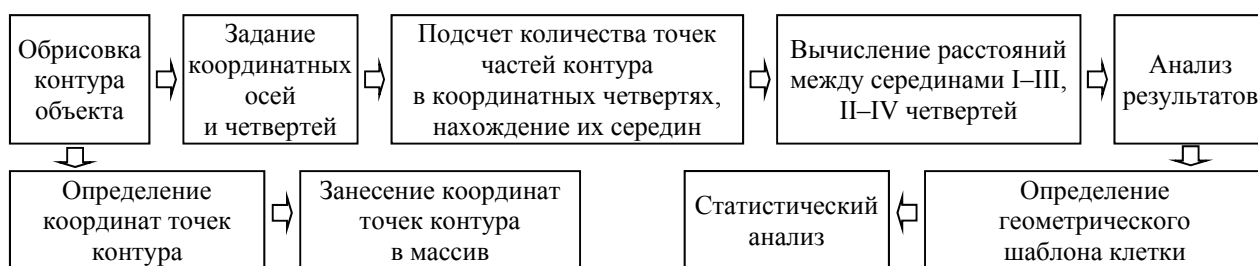 Обрисовка
контура
объекта
Задание
координатных
осей
и четвертей
Подсчет количества точек
частей контура
в координатных четвертях,
нахождение их середин
Вычисление расстояний
между серединами I–III,
II–IV четвертей
Анализ
результатов
Определение
координат точек
контура
Занесение координат
точек контура
в массив
Статистический
анализ
Определение
геометрического
шаблона клетки